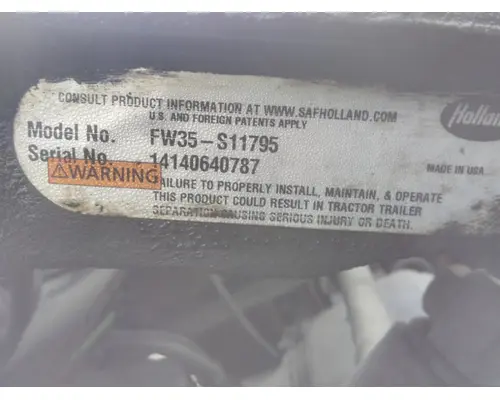 CONSULT PRODUCT INFORMATION AT WWW.SAFHOLLAND.COM
U.S. AND FOREIGN PATENTS APPLY
Holland
Model No. FW35-S11795
Serial No. 14140640787
MADE IN USA
WARNING
FAILURE TO PROPERLY INSTALL, MAINTAIN, & OPERATE
THIS PRODUCT COULD RESULT IN TRACTOR TRAILER
SEPARATION CAUSING SERIOUS INJURY OR DEATH.